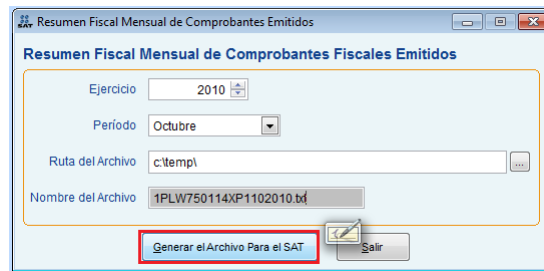 SAT Resumen Fiscal Mensual de Comprobantes Emitidos
Resumen Fiscal Mensual de Comprobantes Fiscales Emitidos
Ejercicio 2010
Período Octubre
Ruta del Archivo c:\temp\ ...
Nombre del Archivo 1PLW750114XP1102010.txt
Generar el Archivo Para el SAT Salir